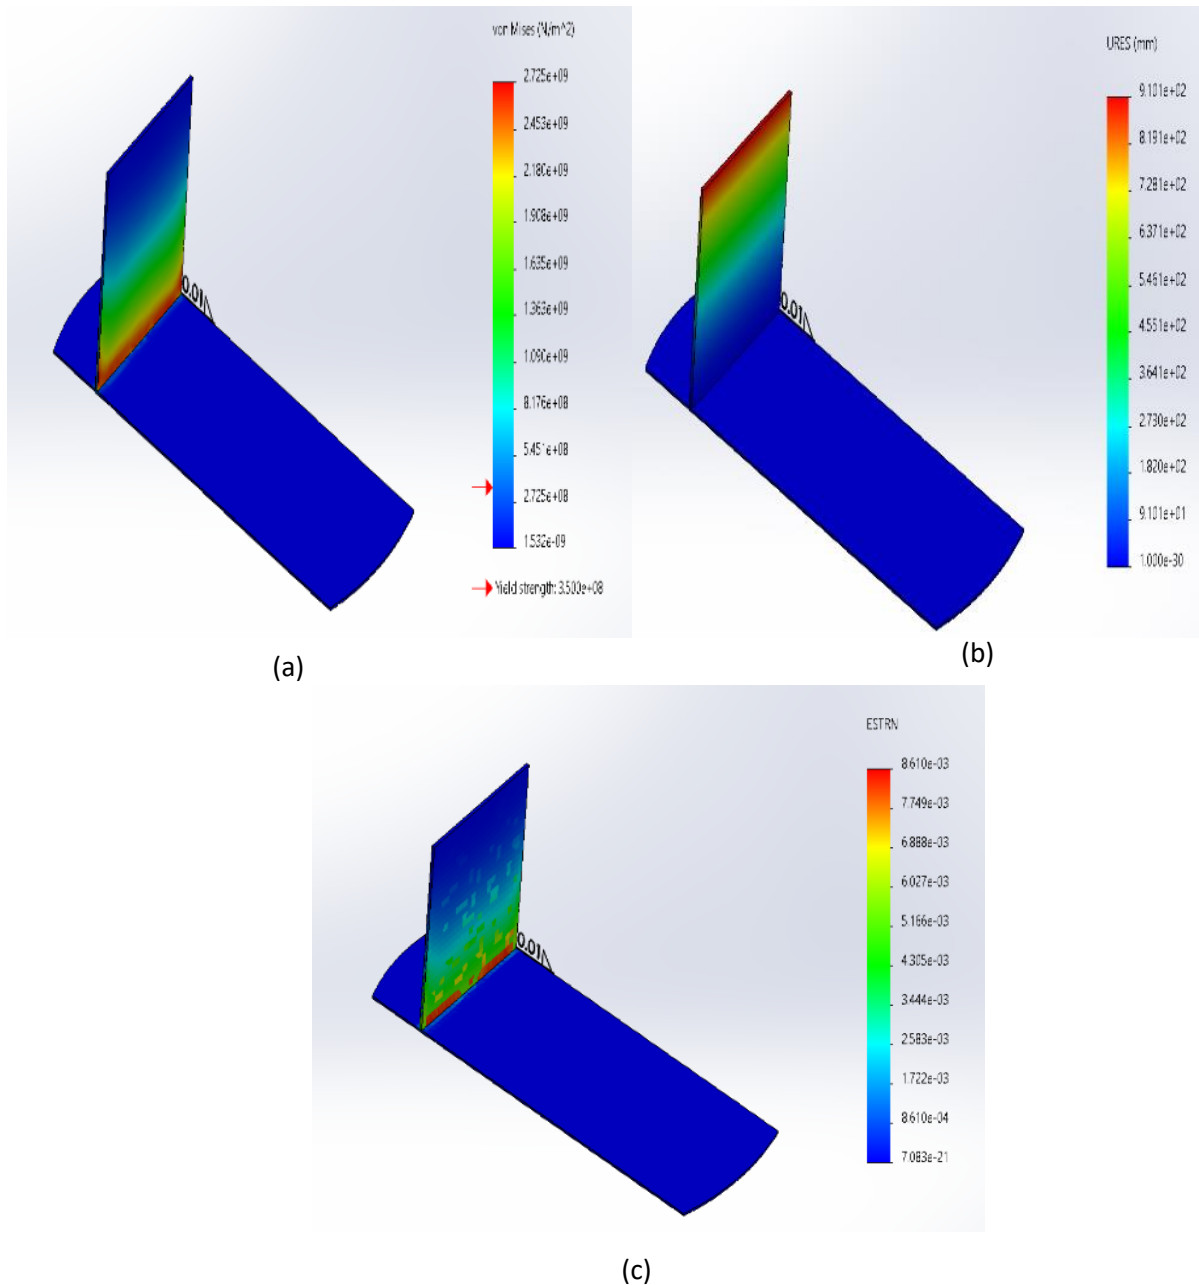 von Mises (N/m^2)
2.725e+09
2.453e+09
2.180e+09
1.908e+09
1.635e+09
1.363e+09
1.090e+09
8.176e+08
5.451e+08
2.725e+08
1.532e-09
Yield strength: 3.500e+08
0.01
(a)
URES (mm)
9.101e+02
8.191e+02
7.281e+02
6.371e+02
5.461e+02
4.551e+02
3.641e+02
2.730e+02
1.820e+02
9.101e+01
1.000e-30
0.01
(b)
ESTRN
8.610e-03
7.749e-03
6.888e-03
6.027e-03
5.166e-03
4.305e-03
3.444e-03
2.583e-03
1.722e-03
8.610e-04
7.083e-21
0.01
(c)